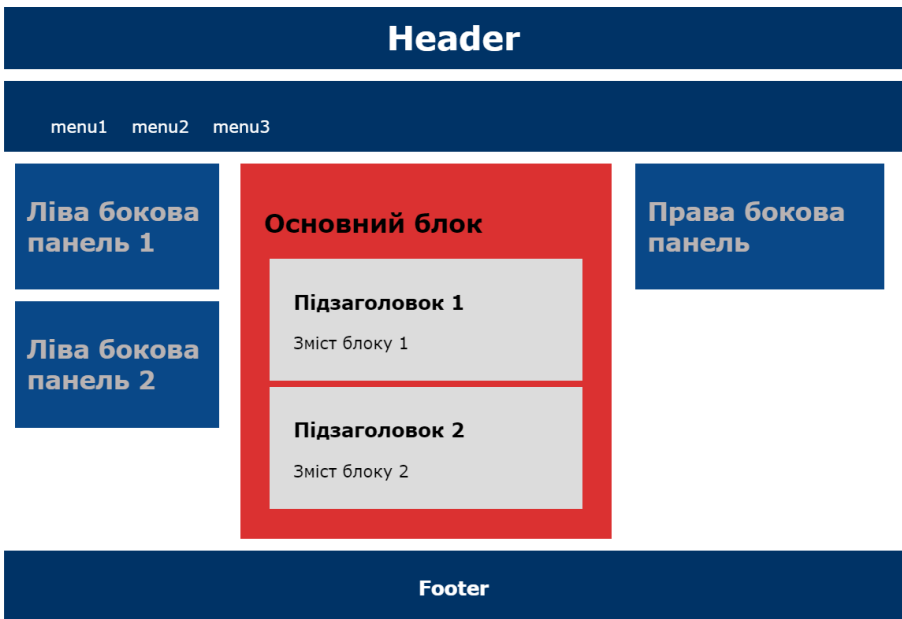 Header
menu1 menu2 menu3
Ліва бокова
панель 1
Ліва бокова
панель 2
Основний блок
Підзаголовок 1
Зміст блоку 1
Підзаголовок 2
Зміст блоку 2
Права бокова
панель
Footer